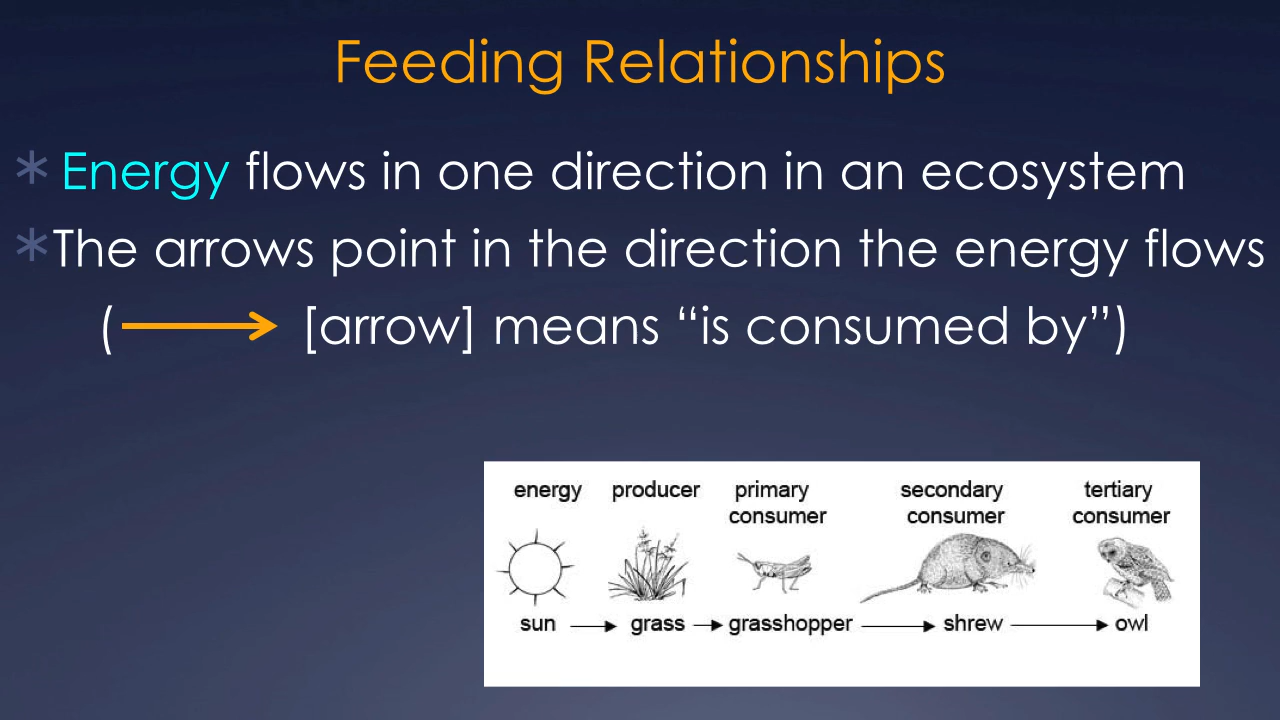 Feeding Relationships
* Energy flows in one direction in an ecosystem
*The arrows point in the direction the energy flows
( [arrow] means “is consumed by”)
energy producer primary consumer secondary consumer tertiary consumer
sun grass grasshopper shrew owl